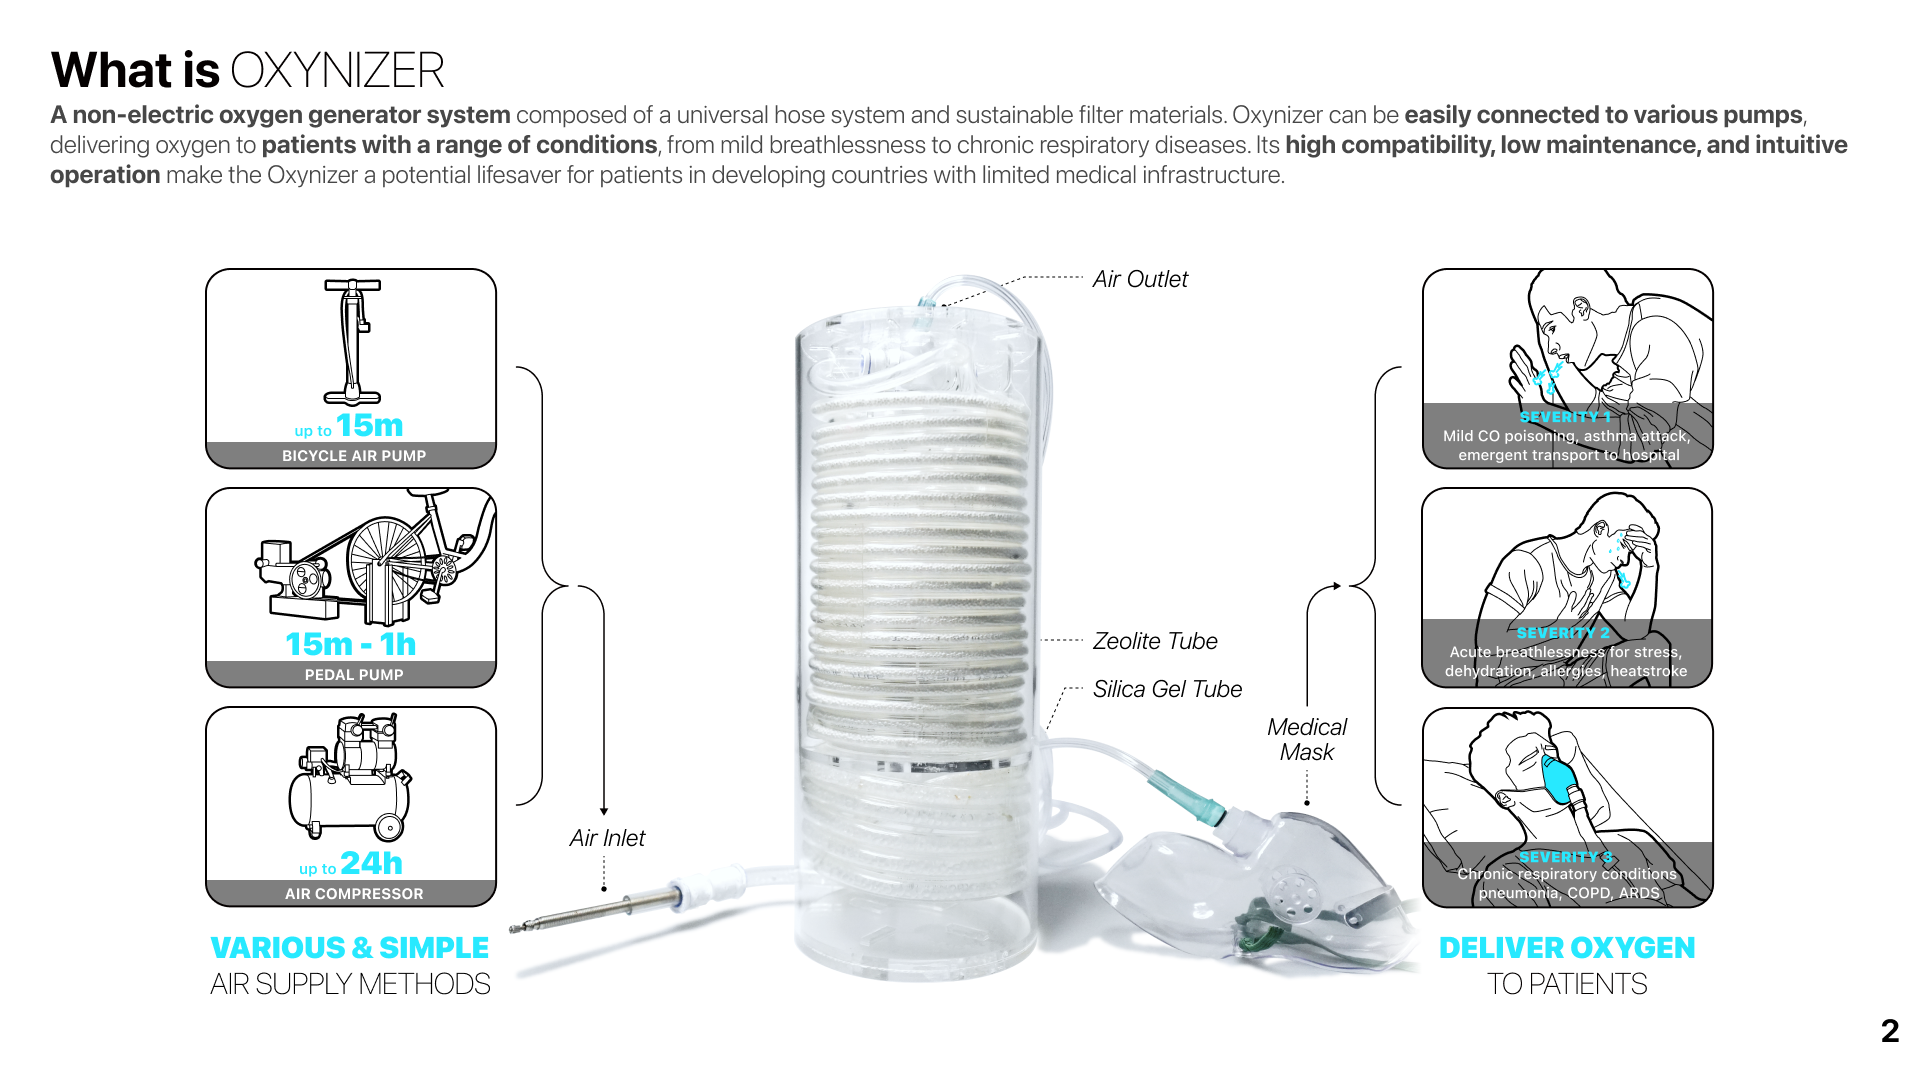 What is OXYNIZER
A non-electric oxygen generator system composed of a universal hose system and sustainable filter materials. Oxynizer can be easily connected to various pumps,
delivering oxygen to patients with a range of conditions, from mild breathlessness to chronic respiratory diseases. Its high compatibility, low maintenance, and intuitive
operation make the Oxynizer a potential lifesaver for patients in developing countries with limited medical infrastructure.
up to 15m
BICYCLE AIR PUMP
15m - 1h
PEDAL PUMP
up to 24h
AIR COMPRESSOR
VARIOUS & SIMPLE
AIR SUPPLY METHODS
Air Inlet
Air Outlet
Zeolite Tube
Silica Gel Tube
Medical
Mask
SEVERITY 1
Mild CO poisoning, asthma attack,
emergent transport to hospital
SEVERITY 2
Acute breathlessness for stress,
dehydration, allergies, heatstroke
SEVERITY 3
Chronic respiratory conditions
pneumonia, COPD, ARDS
DELIVER OXYGEN
TO PATIENTS
2